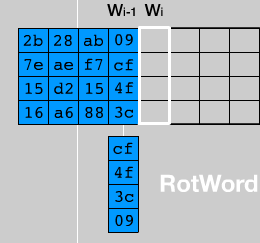 Wi-1 Wi
2b 28 ab 09
7e ae f7 cf
15 d2 15 4f
16 a6 88 3c
cf
4f
RotWord
3c
09